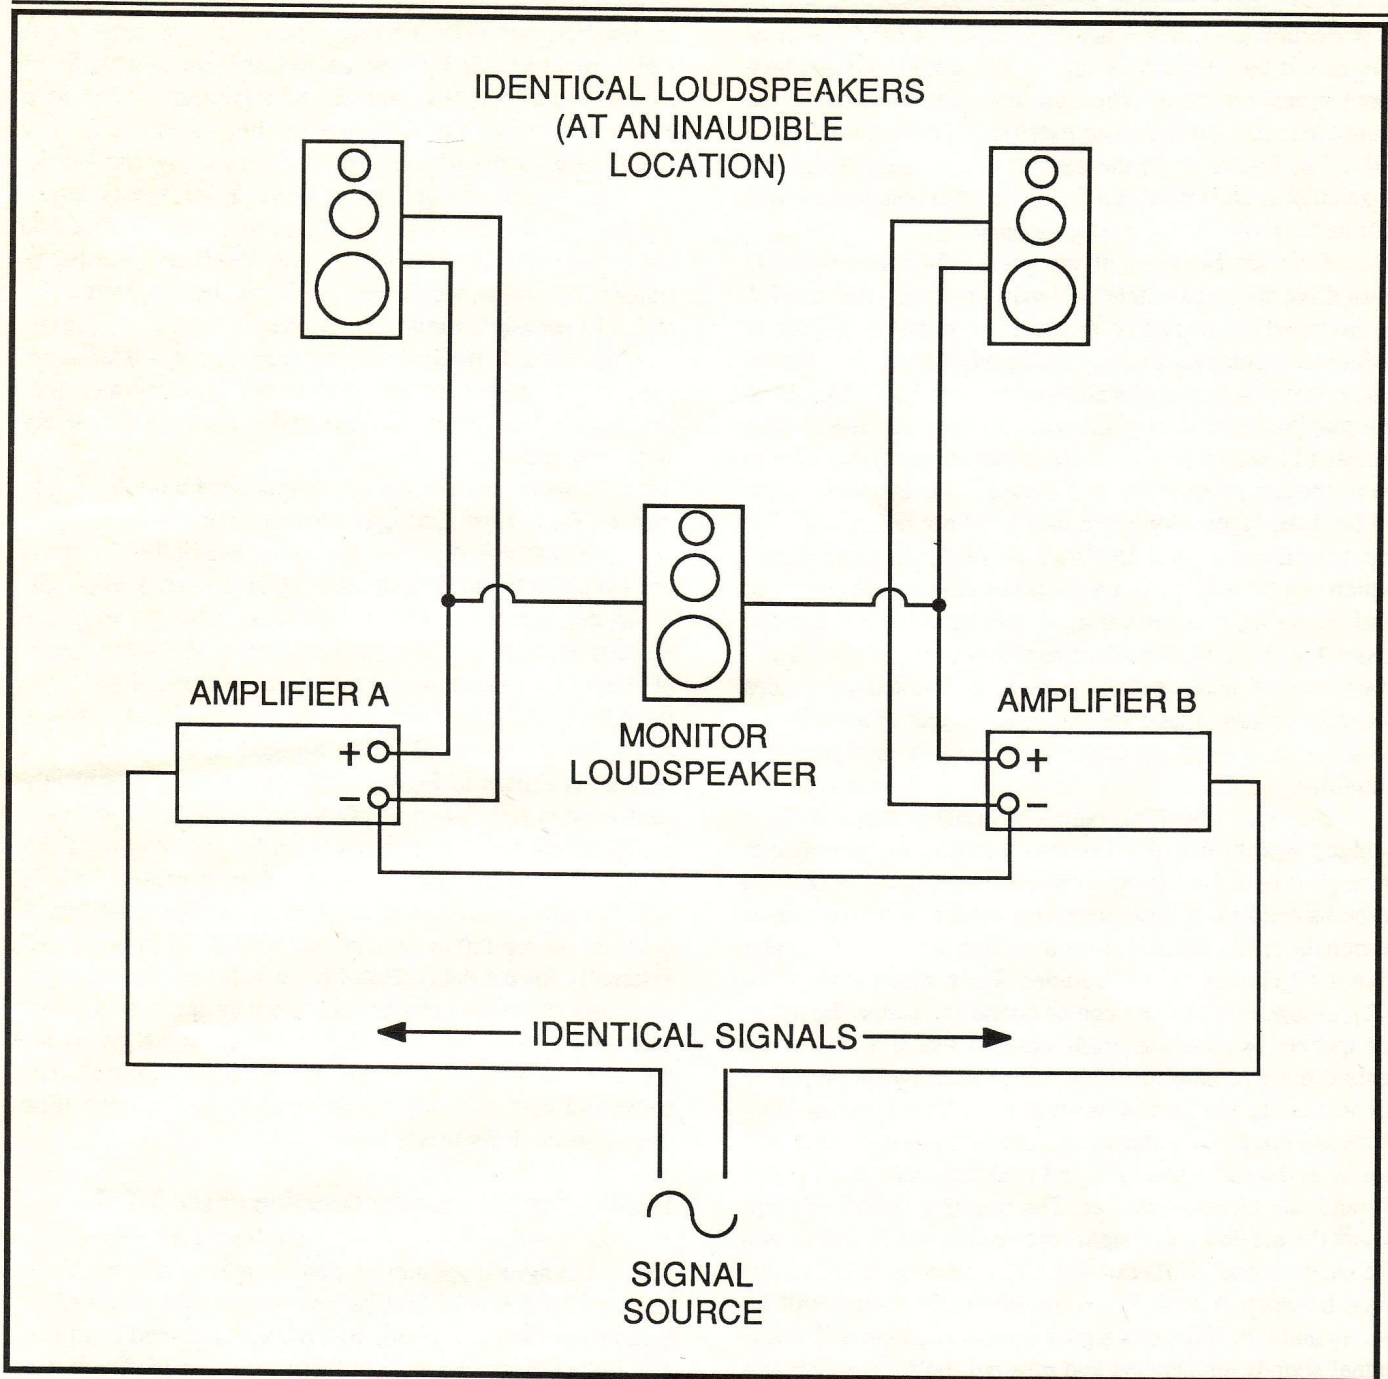 IDENTICAL LOUDSPEAKERS
(AT AN INAUDIBLE
LOCATION)
AMPLIFIER A
+
−
MONITOR
LOUDSPEAKER
AMPLIFIER B
+
−
IDENTICAL SIGNALS
SIGNAL
SOURCE